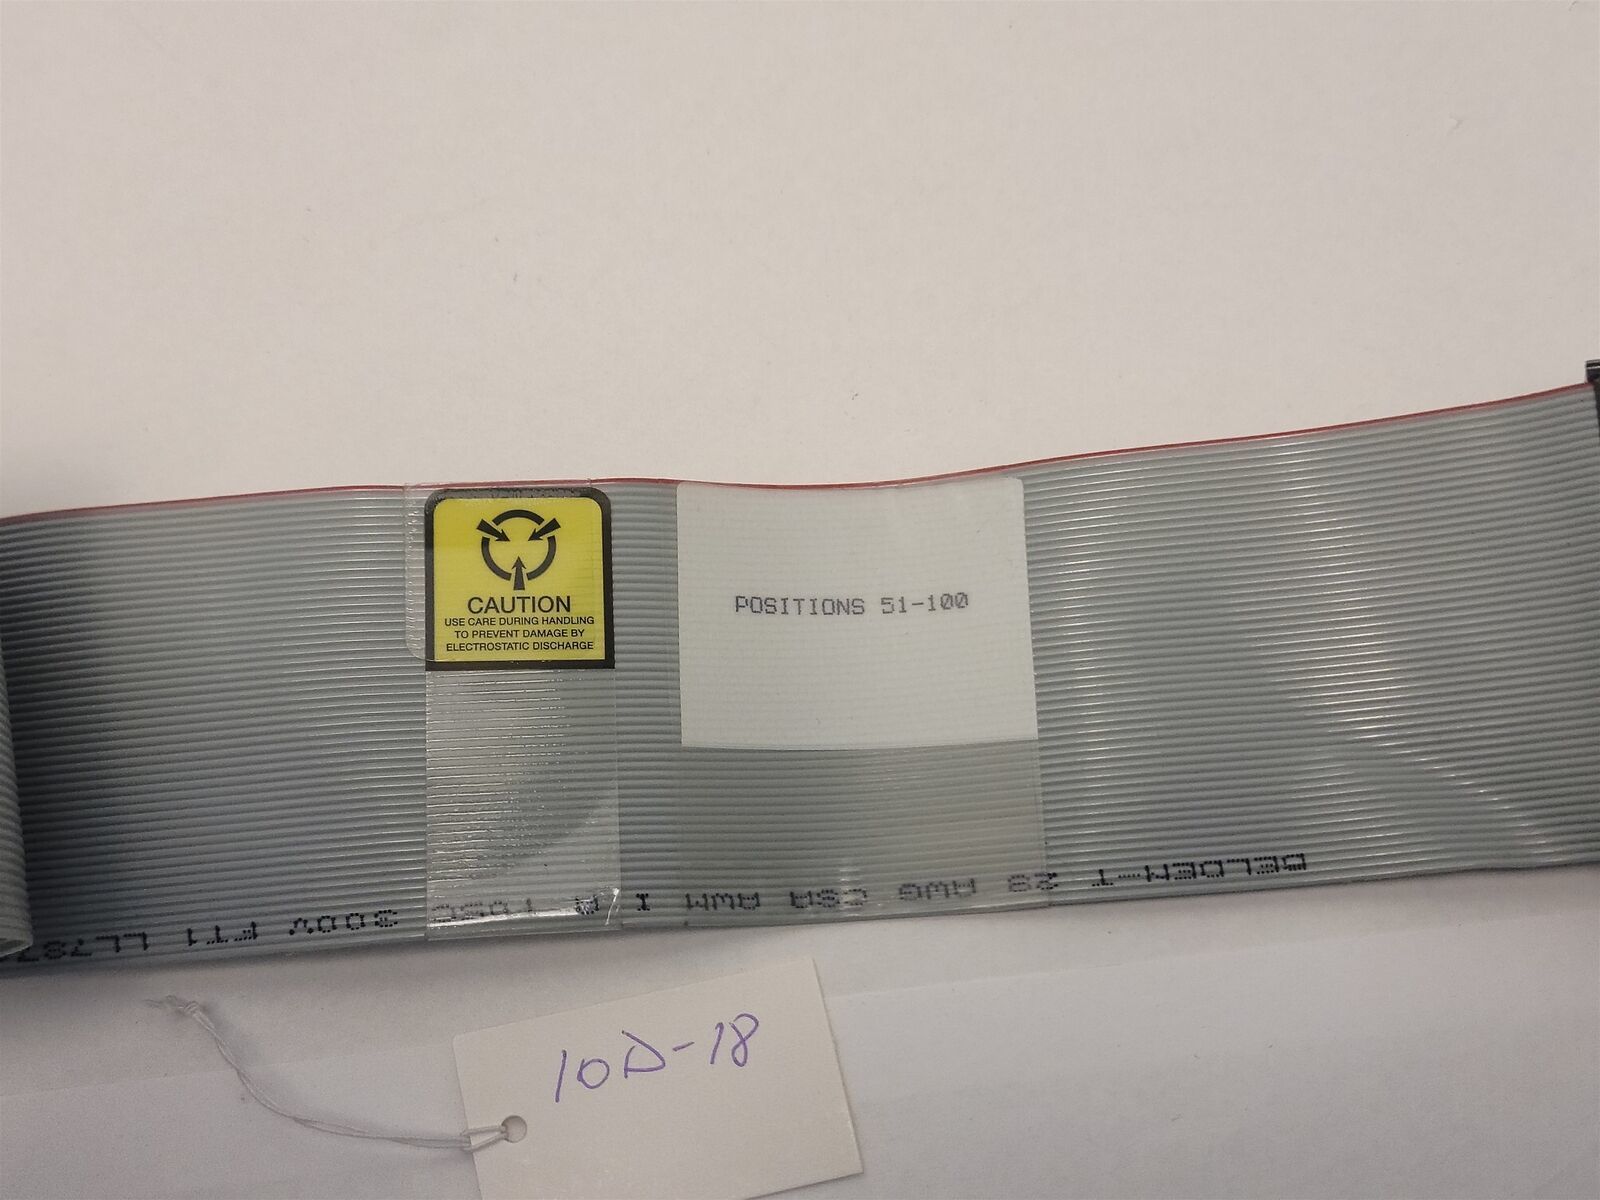 CAUTION
USE CARE DURING HANDLING
TO PREVENT DAMAGE BY
ELECTROSTATIC DISCHARGE
POSITIONS 51-100
BELDEN-T 28 AWG CSA AWM I A 105C 300V FT1 LL787
10D-18